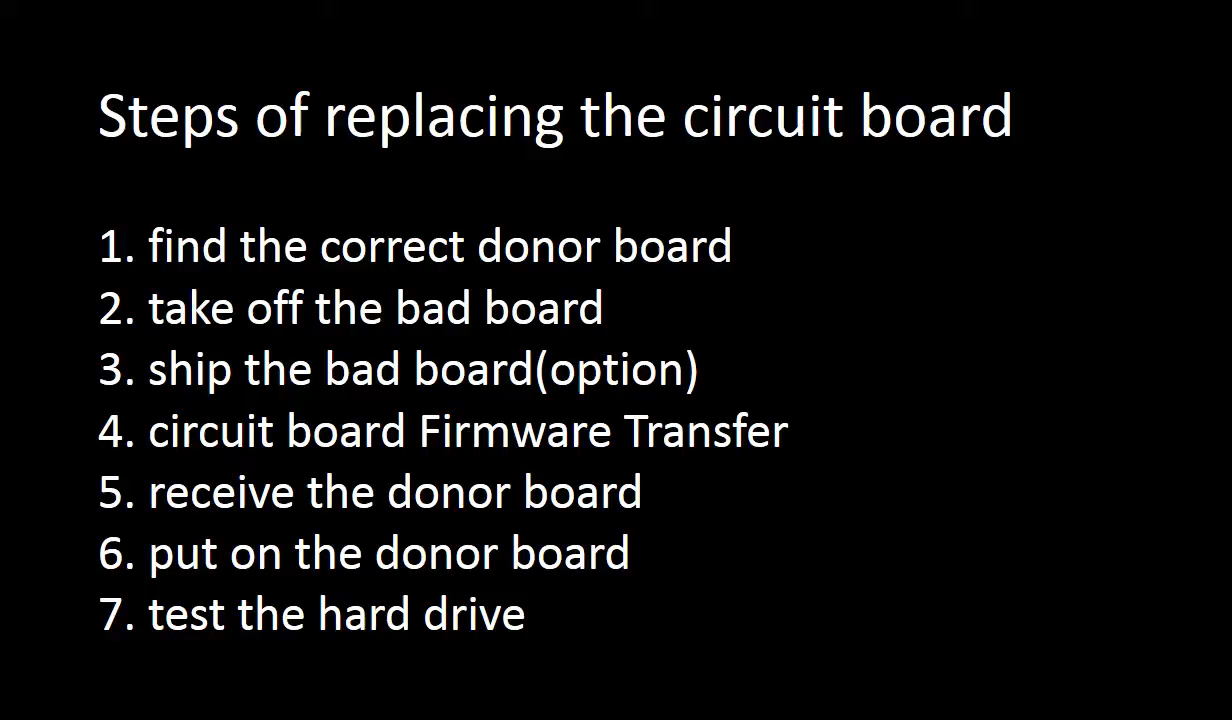 Steps of replacing the circuit board
1. find the correct donor board
2. take off the bad board
3. ship the bad board(option)
4. circuit board Firmware Transfer
5. receive the donor board
6. put on the donor board
7. test the hard drive